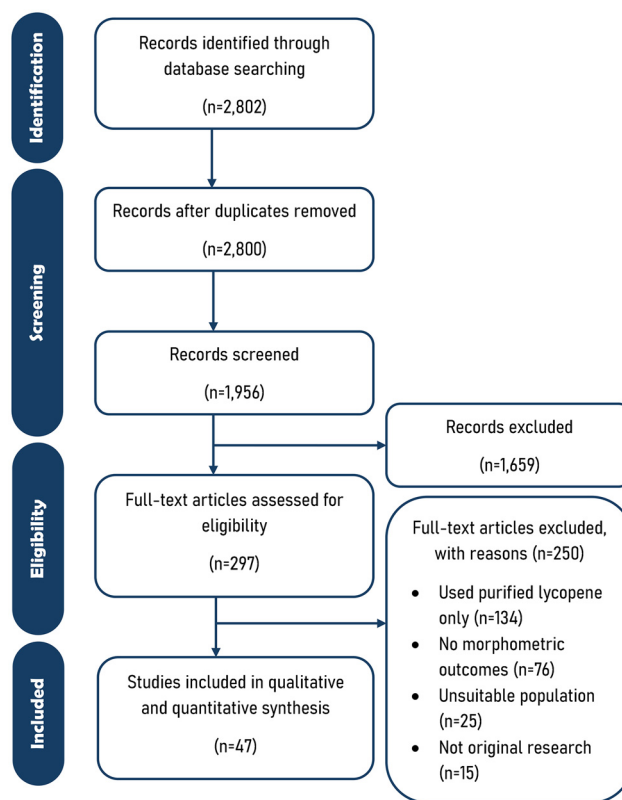 Identification
Records identified through
database searching
(n=2,802)
Screening
Records after duplicates removed
(n=2,800)
Records screened
(n=1,956)
Records excluded
(n=1,659)
Eligibility
Full-text articles assessed for
eligibility
(n=297)
Full-text articles excluded,
with reasons (n=250)
• Used purified lycopene
only (n=134)
• No morphometric
outcomes (n=76)
• Unsuitable population
(n=25)
• Not original research
(n=15)
Included
Studies included in qualitative
and quantitative synthesis
(n=47)